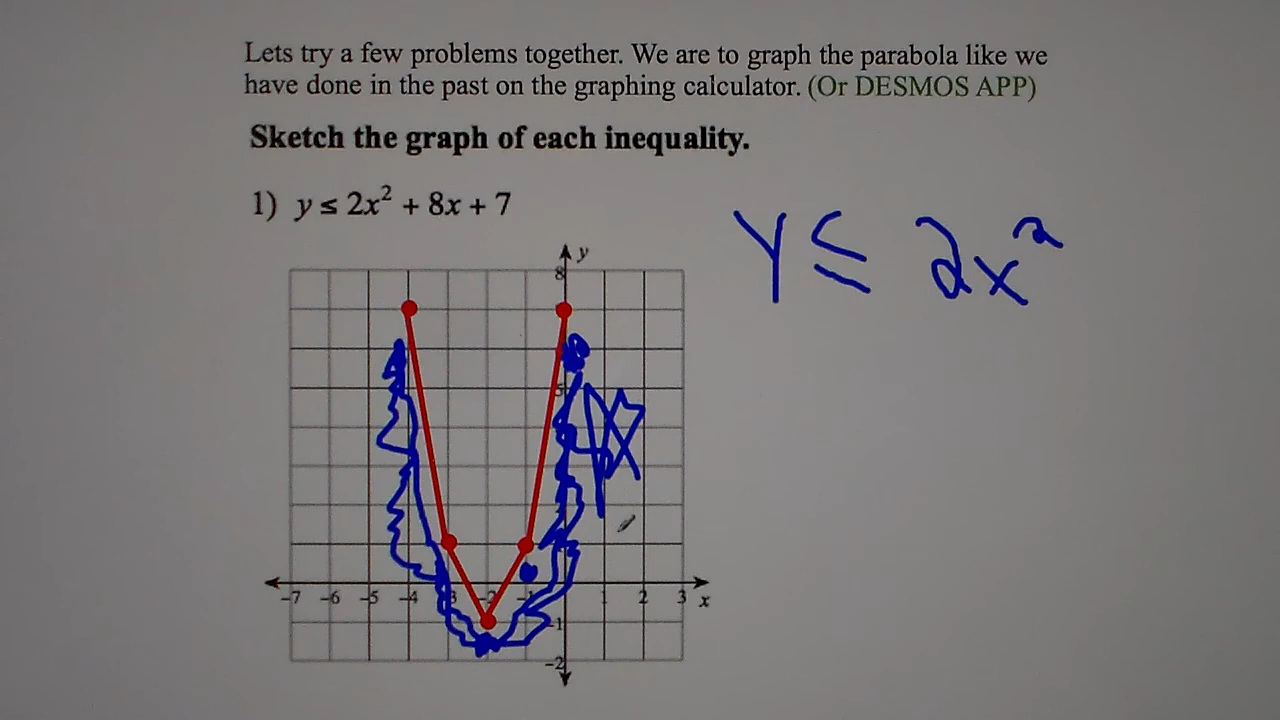 Lets try a few problems together. We are to graph the parabola like we
have done in the past on the graphing calculator. (Or DESMOS APP)
Sketch the graph of each inequality.
1) y ≤ 2x² + 8x + 7
y ≤ 2x²
y
8
5
-7 -6 -5 -4 3 -2 -1 1 2 3 x
-1
-2